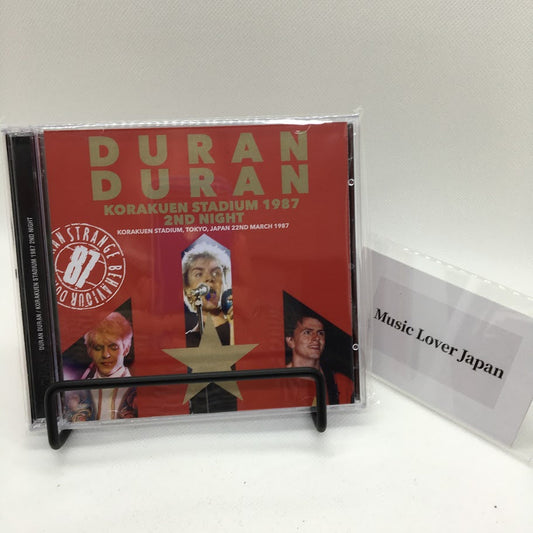 DURAN
DURAN
KORAKUEN STADIUM 1987
2ND NIGHT
KORAKUEN STADIUM, TOKYO, JAPAN 22ND MARCH 1987
STRANGE BEHAVIOUR
'87
DURAN DURAN / KORAKUEN STADIUM 1987 2ND NIGHT
Music Lover Japan